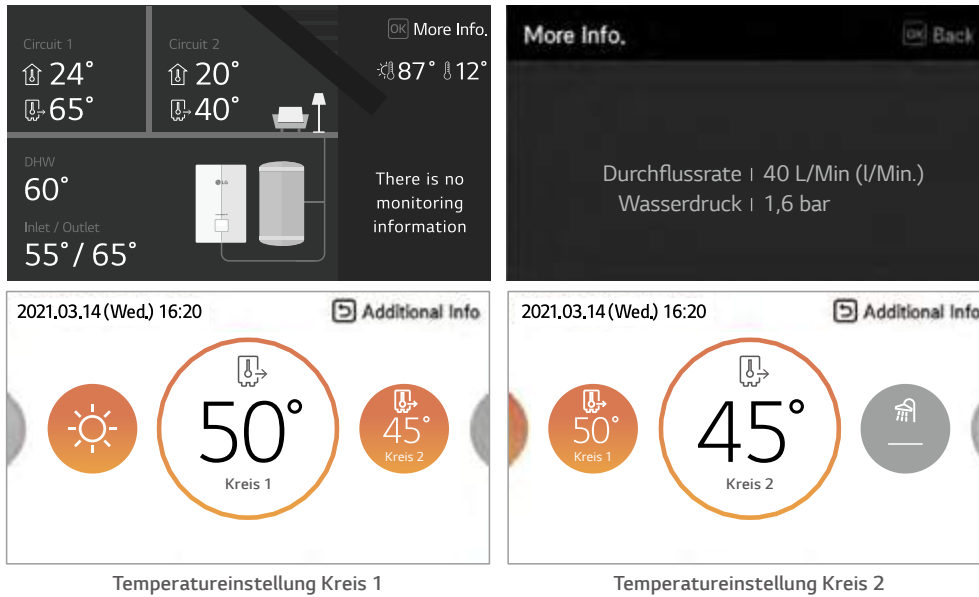 Circuit 1
24°
65°
Circuit 2
20°
40°
OK More Info.
87° 12°
DHW
60°
Inlet / Outlet
55° / 65°
LG
There is no
monitoring
information
More Info.
OK Back
Durchflussrate | 40 L/Min (l/Min.)
Wasserdruck | 1,6 bar
2021.03.14 (Wed.) 16:20
Additional Info
50°
Kreis 1
45°
Kreis 2
Temperatureinstellung Kreis 1
2021.03.14 (Wed.) 16:20
Additional Info
50°
Kreis 1
45°
Kreis 2
Temperatureinstellung Kreis 2